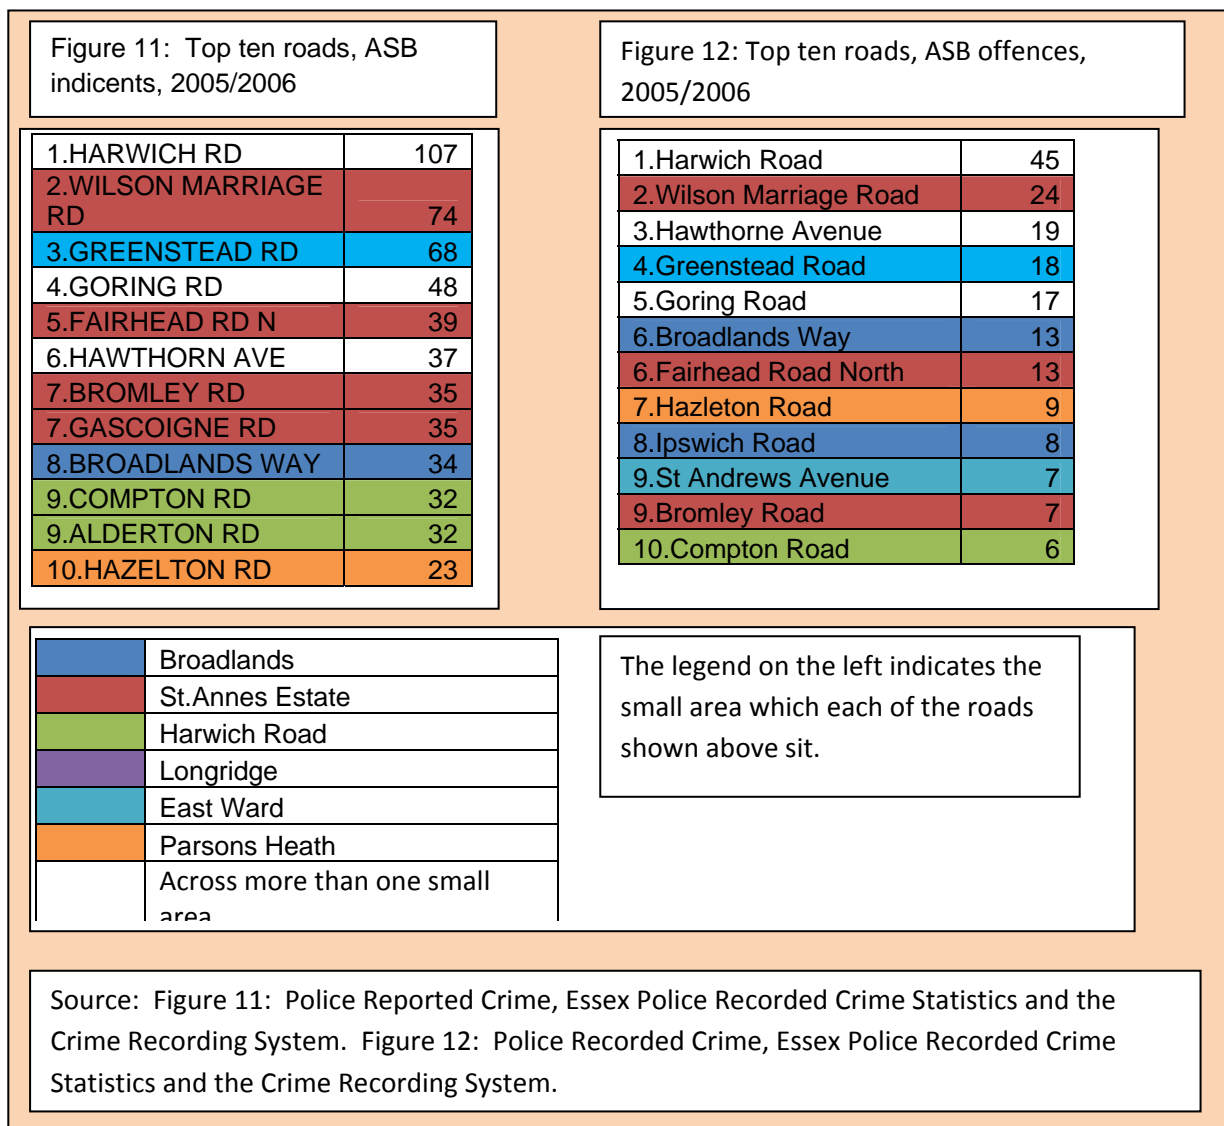 Figure 11:  Top ten roads, ASB
indicents, 2005/2006
Figure 12: Top ten roads, ASB offences,
2005/2006
1.HARWICH RD 107
2.WILSON MARRIAGE
RD 74
3.GREENSTEAD RD 68
4.GORING RD 48
5.FAIRHEAD RD N 39
6.HAWTHORN AVE 37
7.BROMLEY RD 35
7.GASCOIGNE RD 35
8.BROADLANDS WAY 34
9.COMPTON RD 32
9.ALDERTON RD 32
10.HAZELTON RD 23
1.Harwich Road 45
2.Wilson Marriage Road 24
3.Hawthorne Avenue 19
4.Greenstead Road 18
5.Goring Road 17
6.Broadlands Way 13
6.Fairhead Road North 13
7.Hazleton Road 9
8.Ipswich Road 8
9.St Andrews Avenue 7
9.Bromley Road 7
10.Compton Road 6
Broadlands
St.Annes Estate
Harwich Road
Longridge
East Ward
Parsons Heath
Across more than one small
area
The legend on the left indicates the
small area which each of the roads
shown above sit.
Source:  Figure 11:  Police Reported Crime, Essex Police Recorded Crime Statistics and the
Crime Recording System.  Figure 12:  Police Recorded Crime, Essex Police Recorded Crime
Statistics and the Crime Recording System.